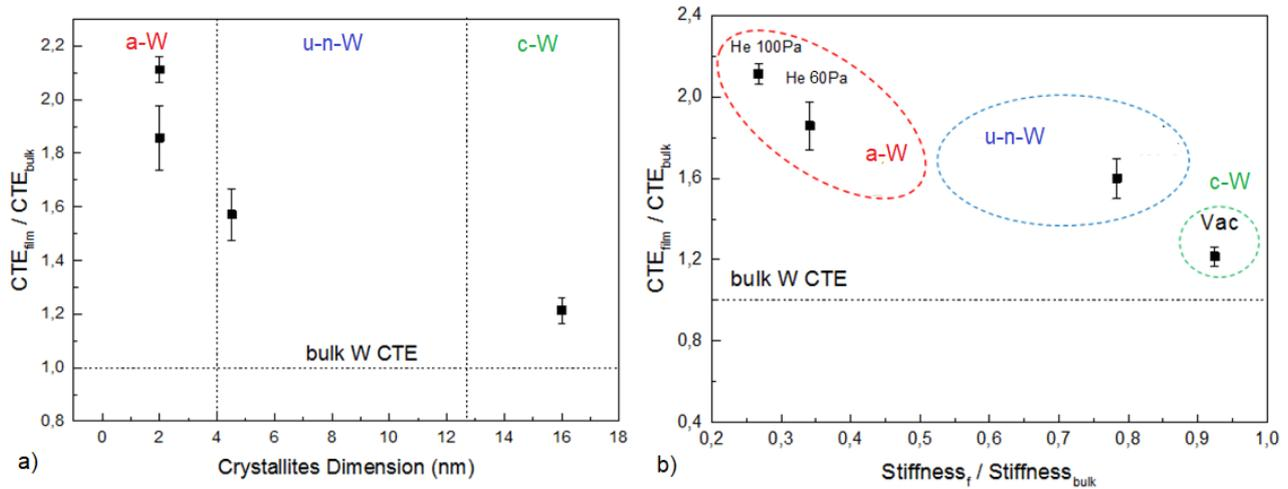 a-W
u-n-W
c-W
2,2
2,0
1,8
1,6
1,4
1,2
1,0
0,8
CTEfilm / CTEbulk
bulk W CTE
0 2 4 6 8 10 12 14 16 18
Crystallites Dimension (nm)
a)
2,4
2,0
1,6
1,2
0,8
0,4
CTEfilm / CTEbulk
He 100Pa
He 60Pa
a-W
u-n-W
c-W
Vac
bulk W CTE
0,2 0,3 0,4 0,5 0,6 0,7 0,8 0,9 1,0
Stiffnessf / Stiffnessbulk
b)